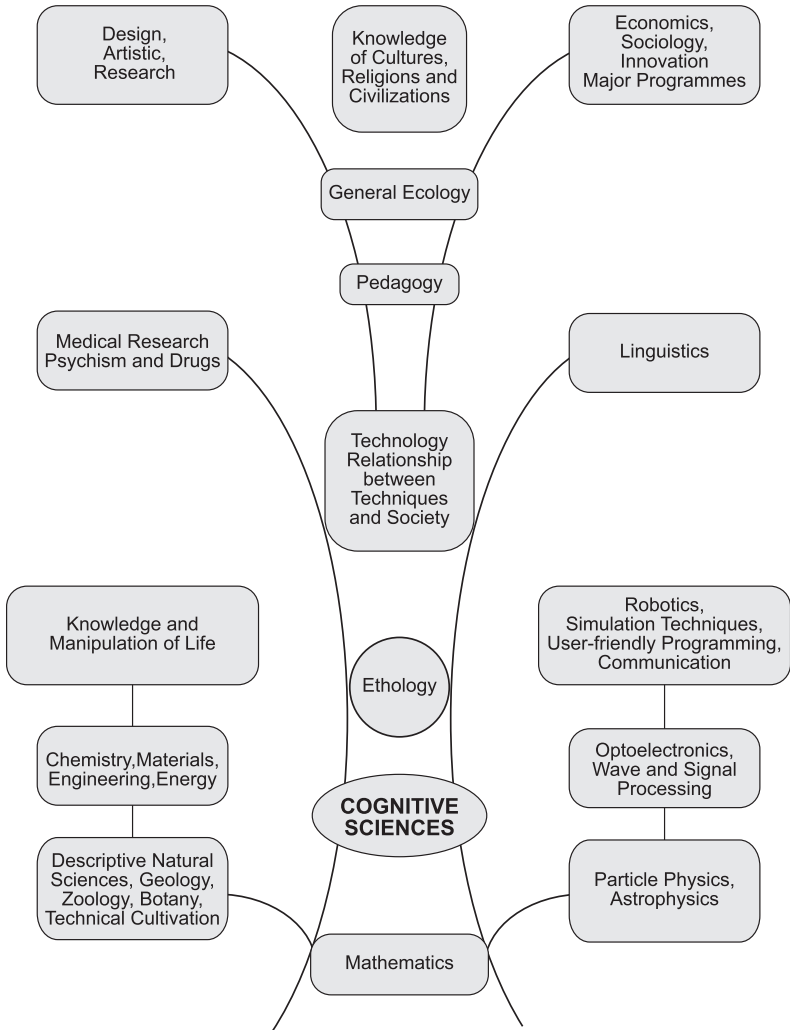 Design,
Artistic,
Research
Knowledge
of Cultures,
Religions and
Civilizations
Economics,
Sociology,
Innovation
Major Programmes
General Ecology
Pedagogy
Medical Research
Psychism and Drugs
Linguistics
Technology
Relationship
between
Techniques
and Society
Knowledge and
Manipulation of Life
Ethology
Robotics,
Simulation Techniques,
User-friendly Programming,
Communication
Chemistry,Materials,
Engineering,Energy
Optoelectronics,
Wave and Signal
Processing
COGNITIVE
SCIENCES
Descriptive Natural
Sciences, Geology,
Zoology, Botany,
Technical Cultivation
Particle Physics,
Astrophysics
Mathematics